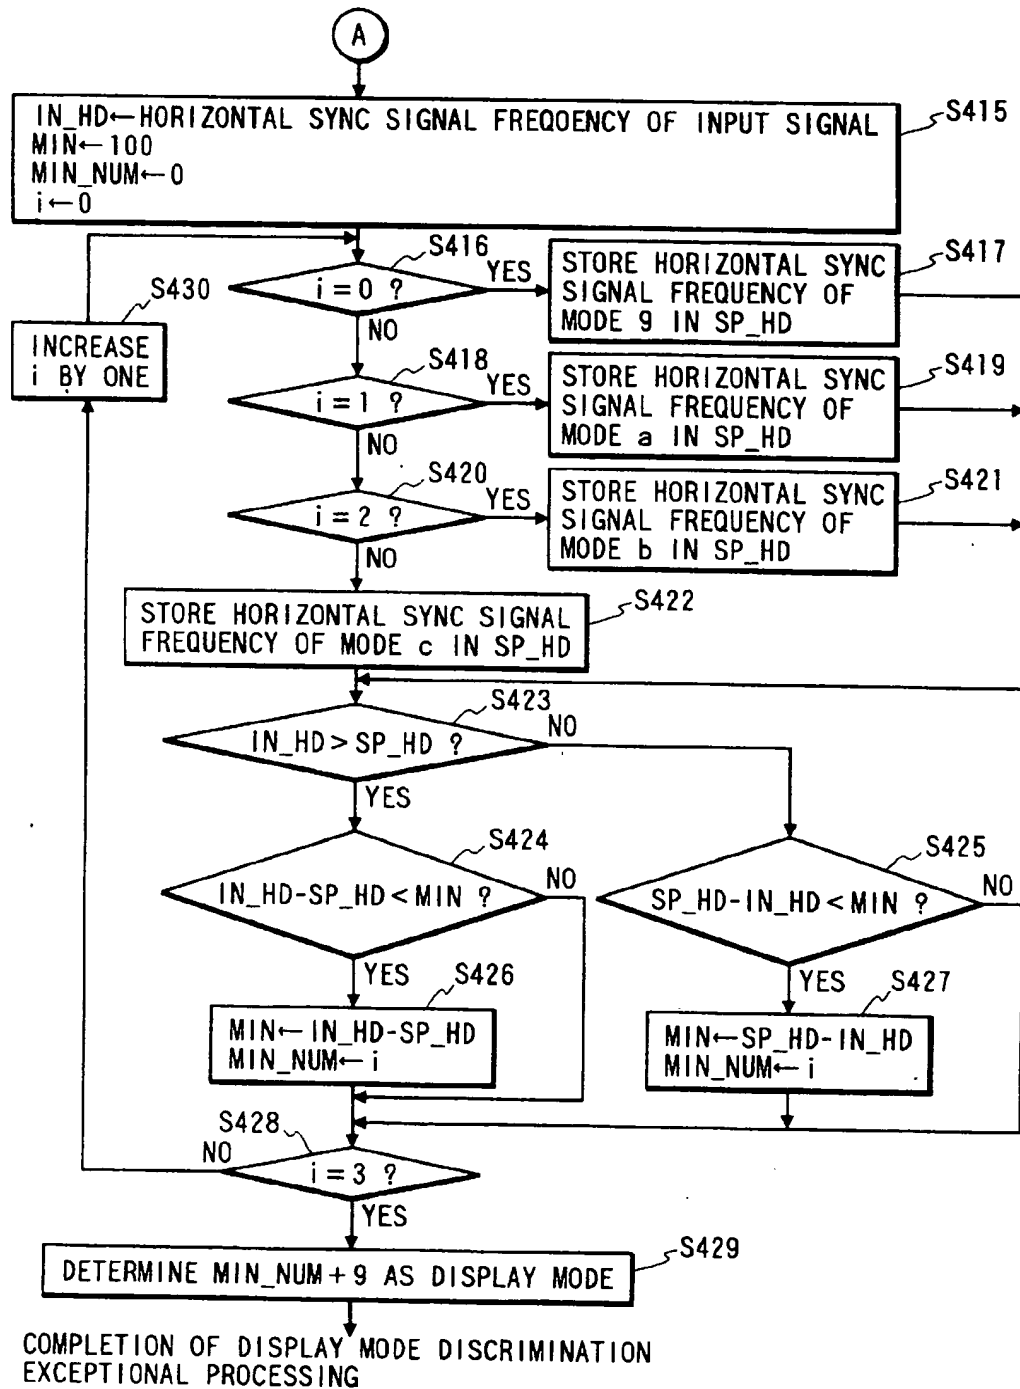 A
IN_HD←HORIZONTAL SYNC SIGNAL FREQOENCY OF INPUT SIGNAL
MIN←100
MIN_NUM←0
i←0
S415
S416
i=0 ?
YES
NO
STORE HORIZONTAL SYNC
SIGNAL FREQUENCY OF
MODE 9 IN SP_HD
S417
S430
INCREASE
i BY ONE
S418
i=1 ?
YES
NO
STORE HORIZONTAL SYNC
SIGNAL FREQUENCY OF
MODE a IN SP_HD
S419
S420
i=2 ?
YES
NO
STORE HORIZONTAL SYNC
SIGNAL FREQUENCY OF
MODE b IN SP_HD
S421
STORE HORIZONTAL SYNC SIGNAL
FREQUENCY OF MODE c IN SP_HD
S422
S423
IN_HD>SP_HD ?
NO
YES
S424
IN_HD-SP_HD<MIN ?
NO
YES
S425
SP_HD-IN_HD<MIN ?
NO
YES
S426
MIN←IN_HD-SP_HD
MIN_NUM←i
S427
MIN←SP_HD-IN_HD
MIN_NUM←i
S428
NO
i=3 ?
YES
S429
DETERMINE MIN_NUM+9 AS DISPLAY MODE
COMPLETION OF DISPLAY MODE DISCRIMINATION
EXCEPTIONAL PROCESSING